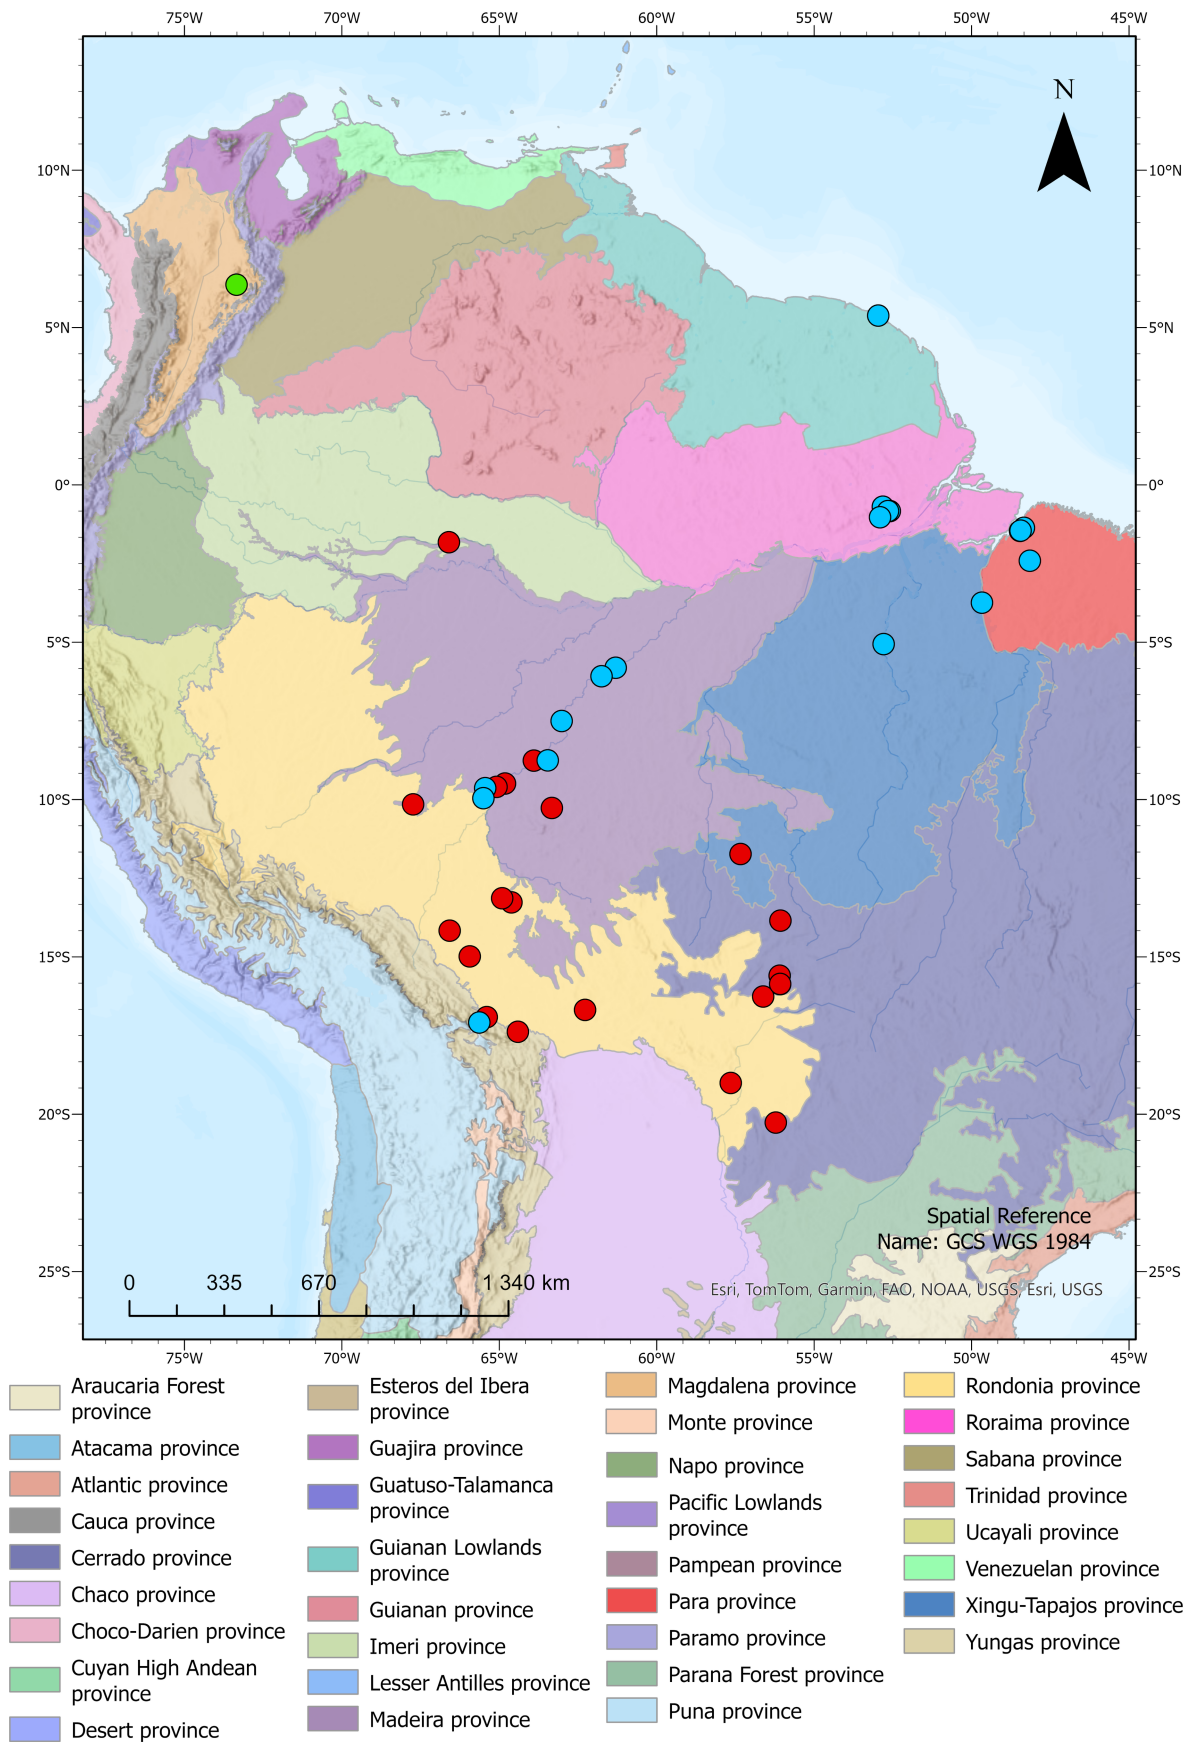 75°W 70°W 65°W 60°W 55°W 50°W 45°W
N
10°N 10°N
5°N 5°N
0° 0°
5°S 5°S
10°S 10°S
15°S 15°S
20°S 20°S
Spatial Reference
Name: GCS WGS 1984
25°S 25°S
0 335 670 1 340 km
Esri, TomTom, Garmin, FAO, NOAA, USGS, Esri, USGS
75°W 70°W 65°W 60°W 55°W 50°W 45°W
Araucaria Forest
province
Atacama province
Atlantic province
Cauca province
Cerrado province
Chaco province
Choco-Darien province
Cuyan High Andean
province
Desert province
Esteros del Ibera
province
Guajira province
Guatuso-Talamanca
province
Guianan Lowlands
province
Guianan province
Imeri province
Lesser Antilles province
Madeira province
Magdalena province
Monte province
Napo province
Pacific Lowlands
province
Pampean province
Para province
Paramo province
Parana Forest province
Puna province
Rondonia province
Roraima province
Sabana province
Trinidad province
Ucayali province
Venezuelan province
Xingu-Tapajos province
Yungas province